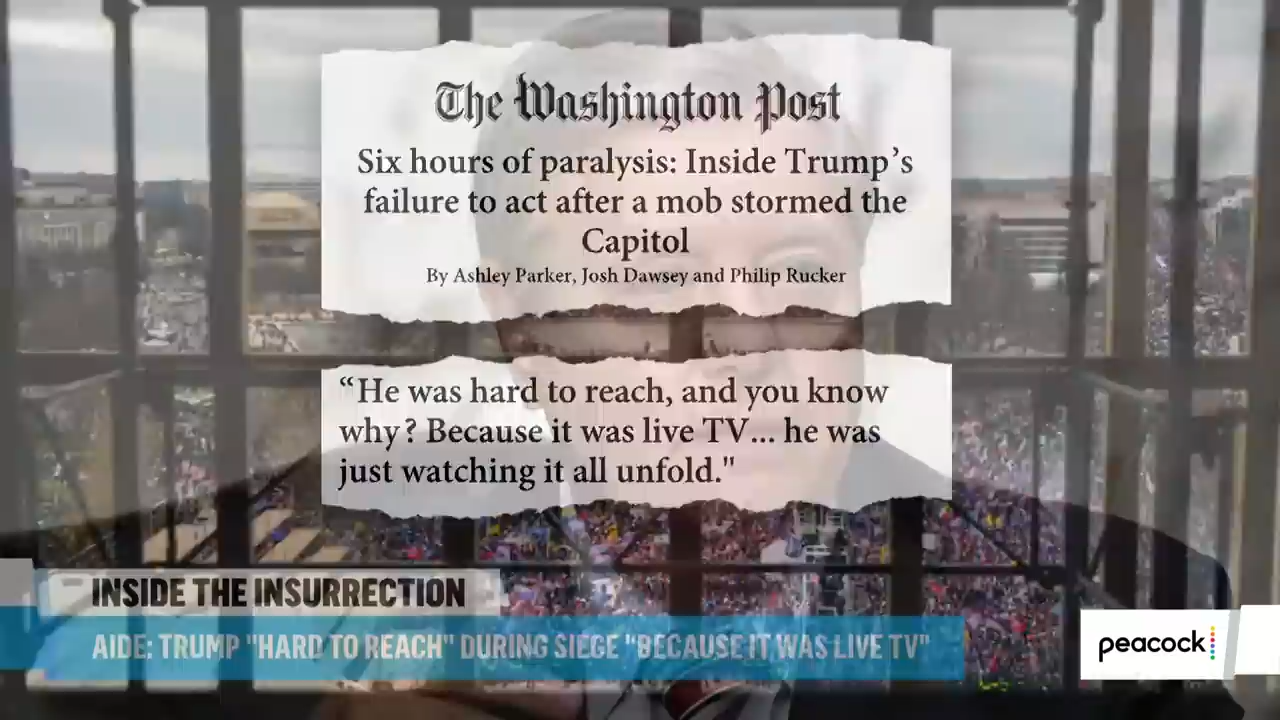 The Washington Post
Six hours of paralysis: Inside Trump’s
failure to act after a mob stormed the
Capitol
By Ashley Parker, Josh Dawsey and Philip Rucker
“He was hard to reach, and you know
why? Because it was live TV... he was
just watching it all unfold."
INSIDE THE INSURRECTION
AIDE: TRUMP "HARD TO REACH" DURING SIEGE "BECAUSE IT WAS LIVE TV"
peacock